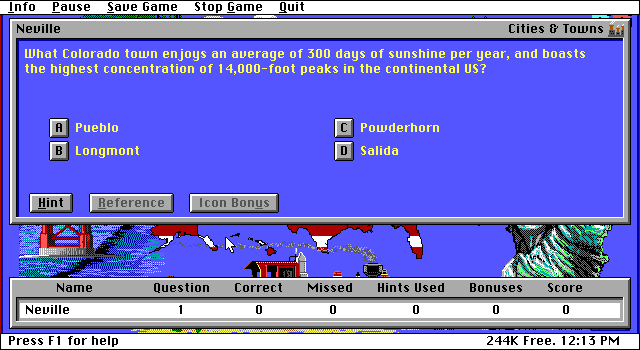 Info Pause Save Game Stop Game Quit
Neville Cities & Towns
What Colorado town enjoys an average of 300 days of sunshine per year, and boasts
the highest concentration of 14,000-foot peaks in the continental US?
A Pueblo C Powderhorn
B Longmont D Salida
Hint Reference Icon Bonus
Name Question Correct Missed Hints Used Bonuses Score
Neville 1 0 0 0 0 0
Press F1 for help 244K Free. 12:13 PM